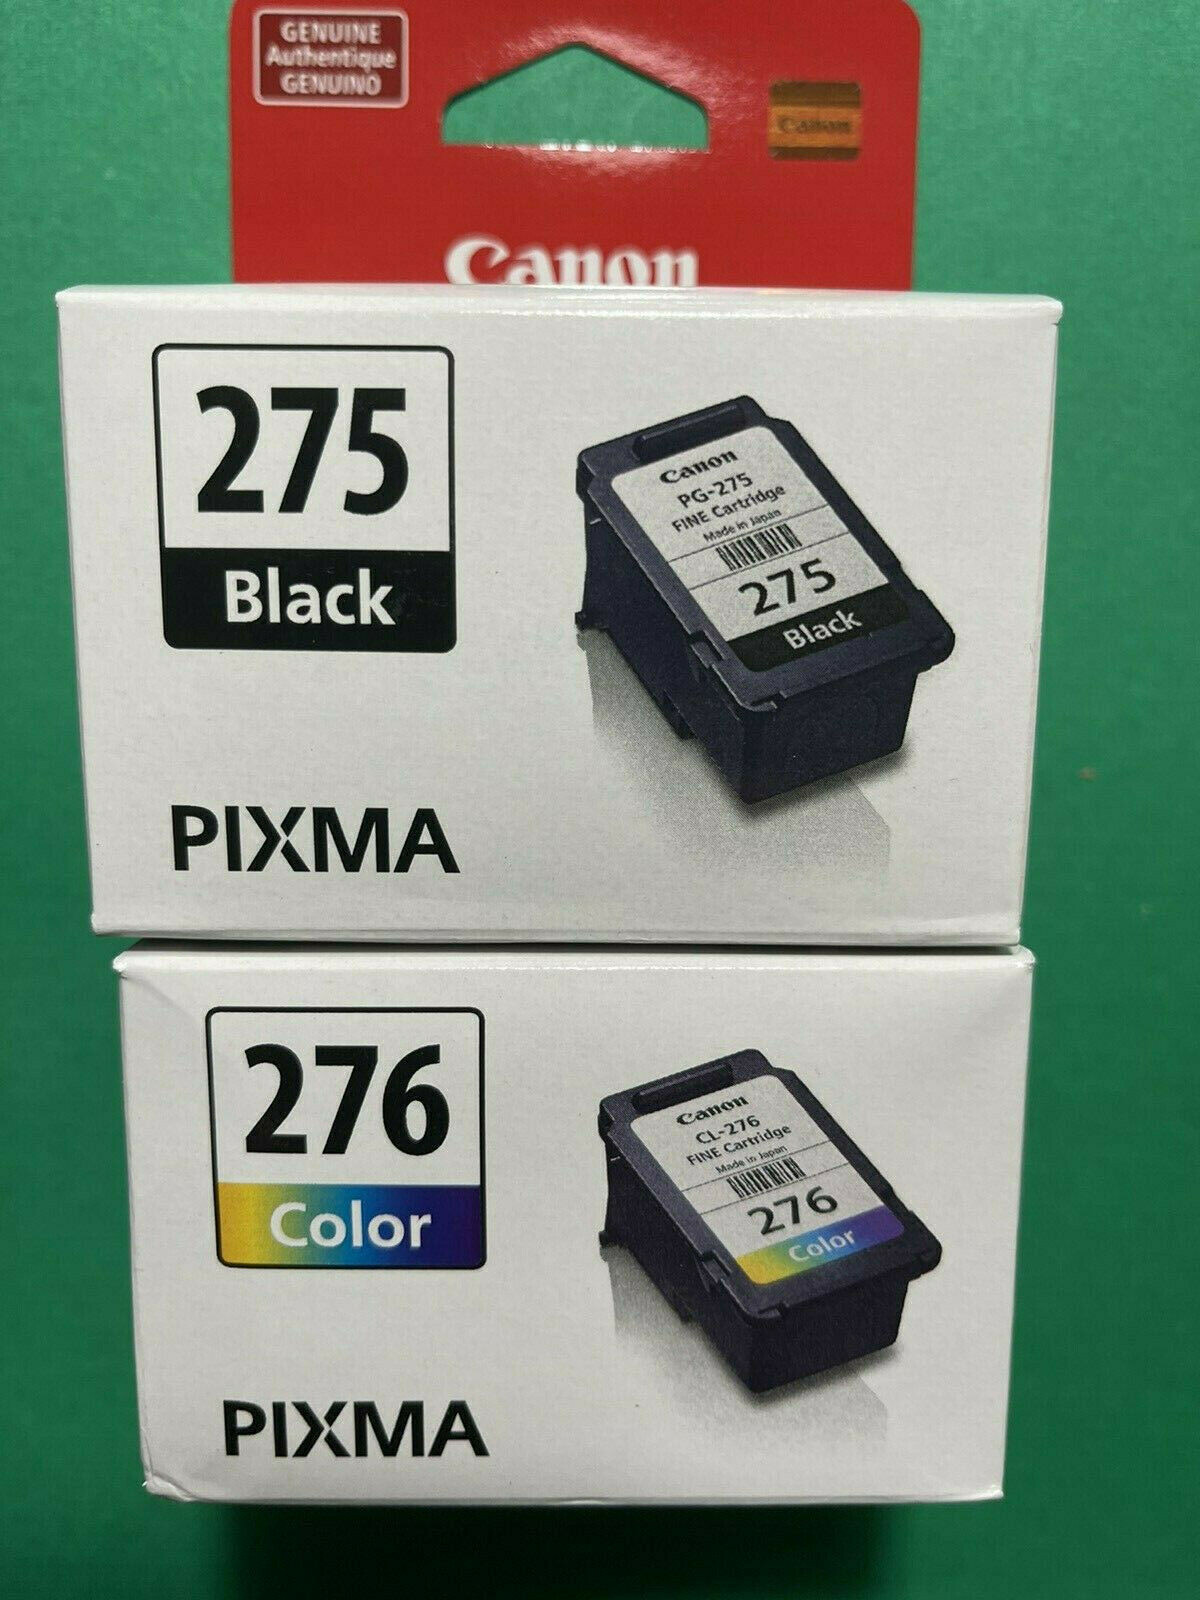 GENUINE
Authentique
GENUINO
Canon
Canon
275
Black
Canon
PG-275
FINE Cartridge
Made in Japan
275
Black
PIXMA
276
Color
Canon
CL-276
FINE Cartridge
Made in Japan
276
Color
PIXMA